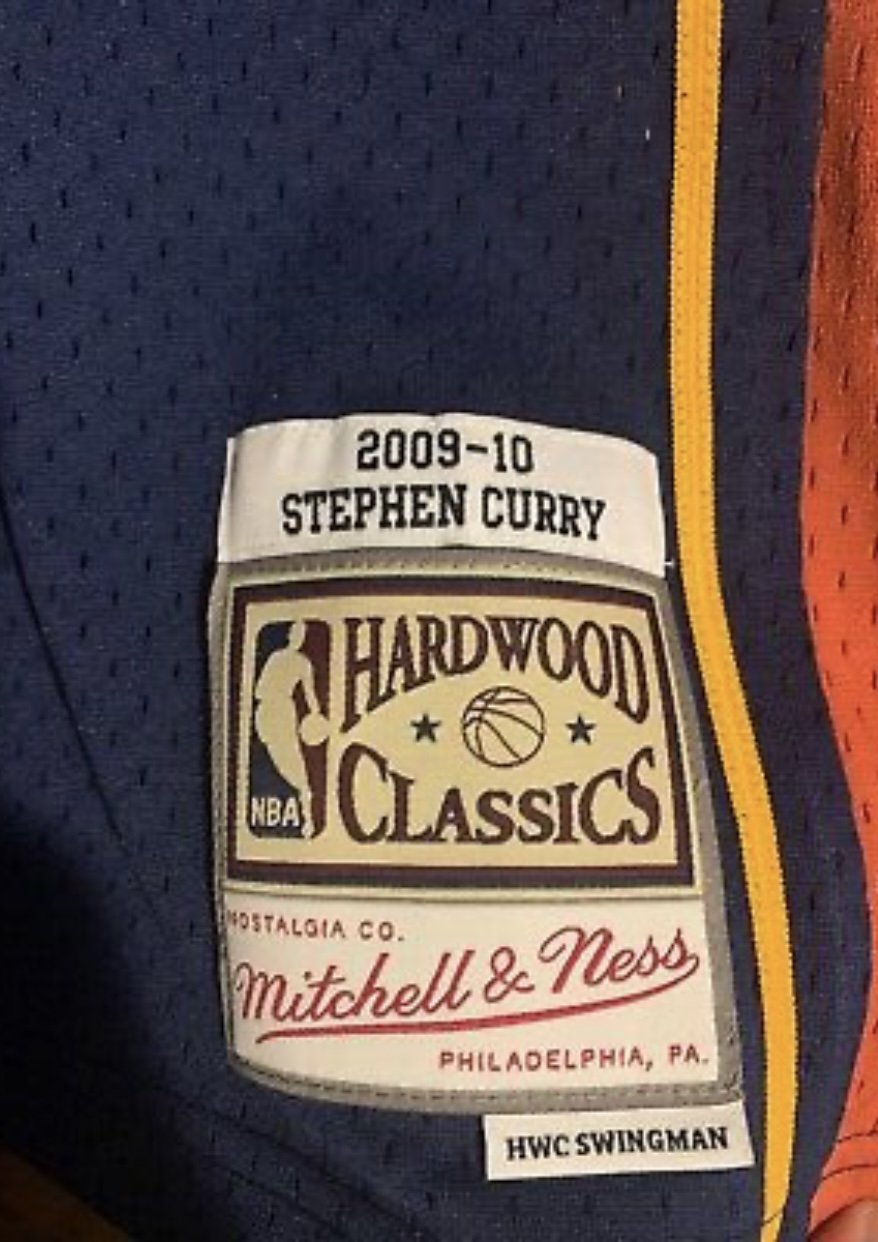 2009-10
STEPHEN CURRY
HARDWOOD
CLASSICS
NBA
NOSTALGIA CO.
Mitchell & Ness
PHILADELPHIA, PA.
HWC SWINGMAN